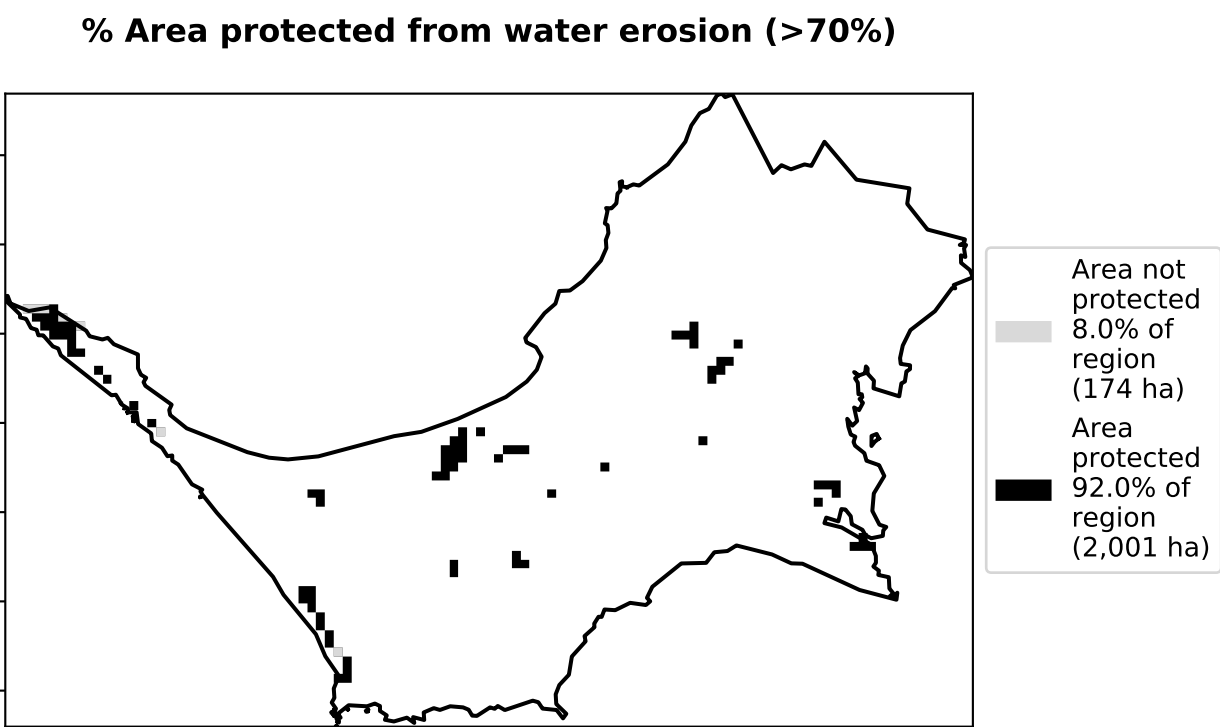 % Area protected from water erosion (>70%)
Area not
protected
8.0% of
region
(174 ha)
Area
protected
92.0% of
region
(2,001 ha)